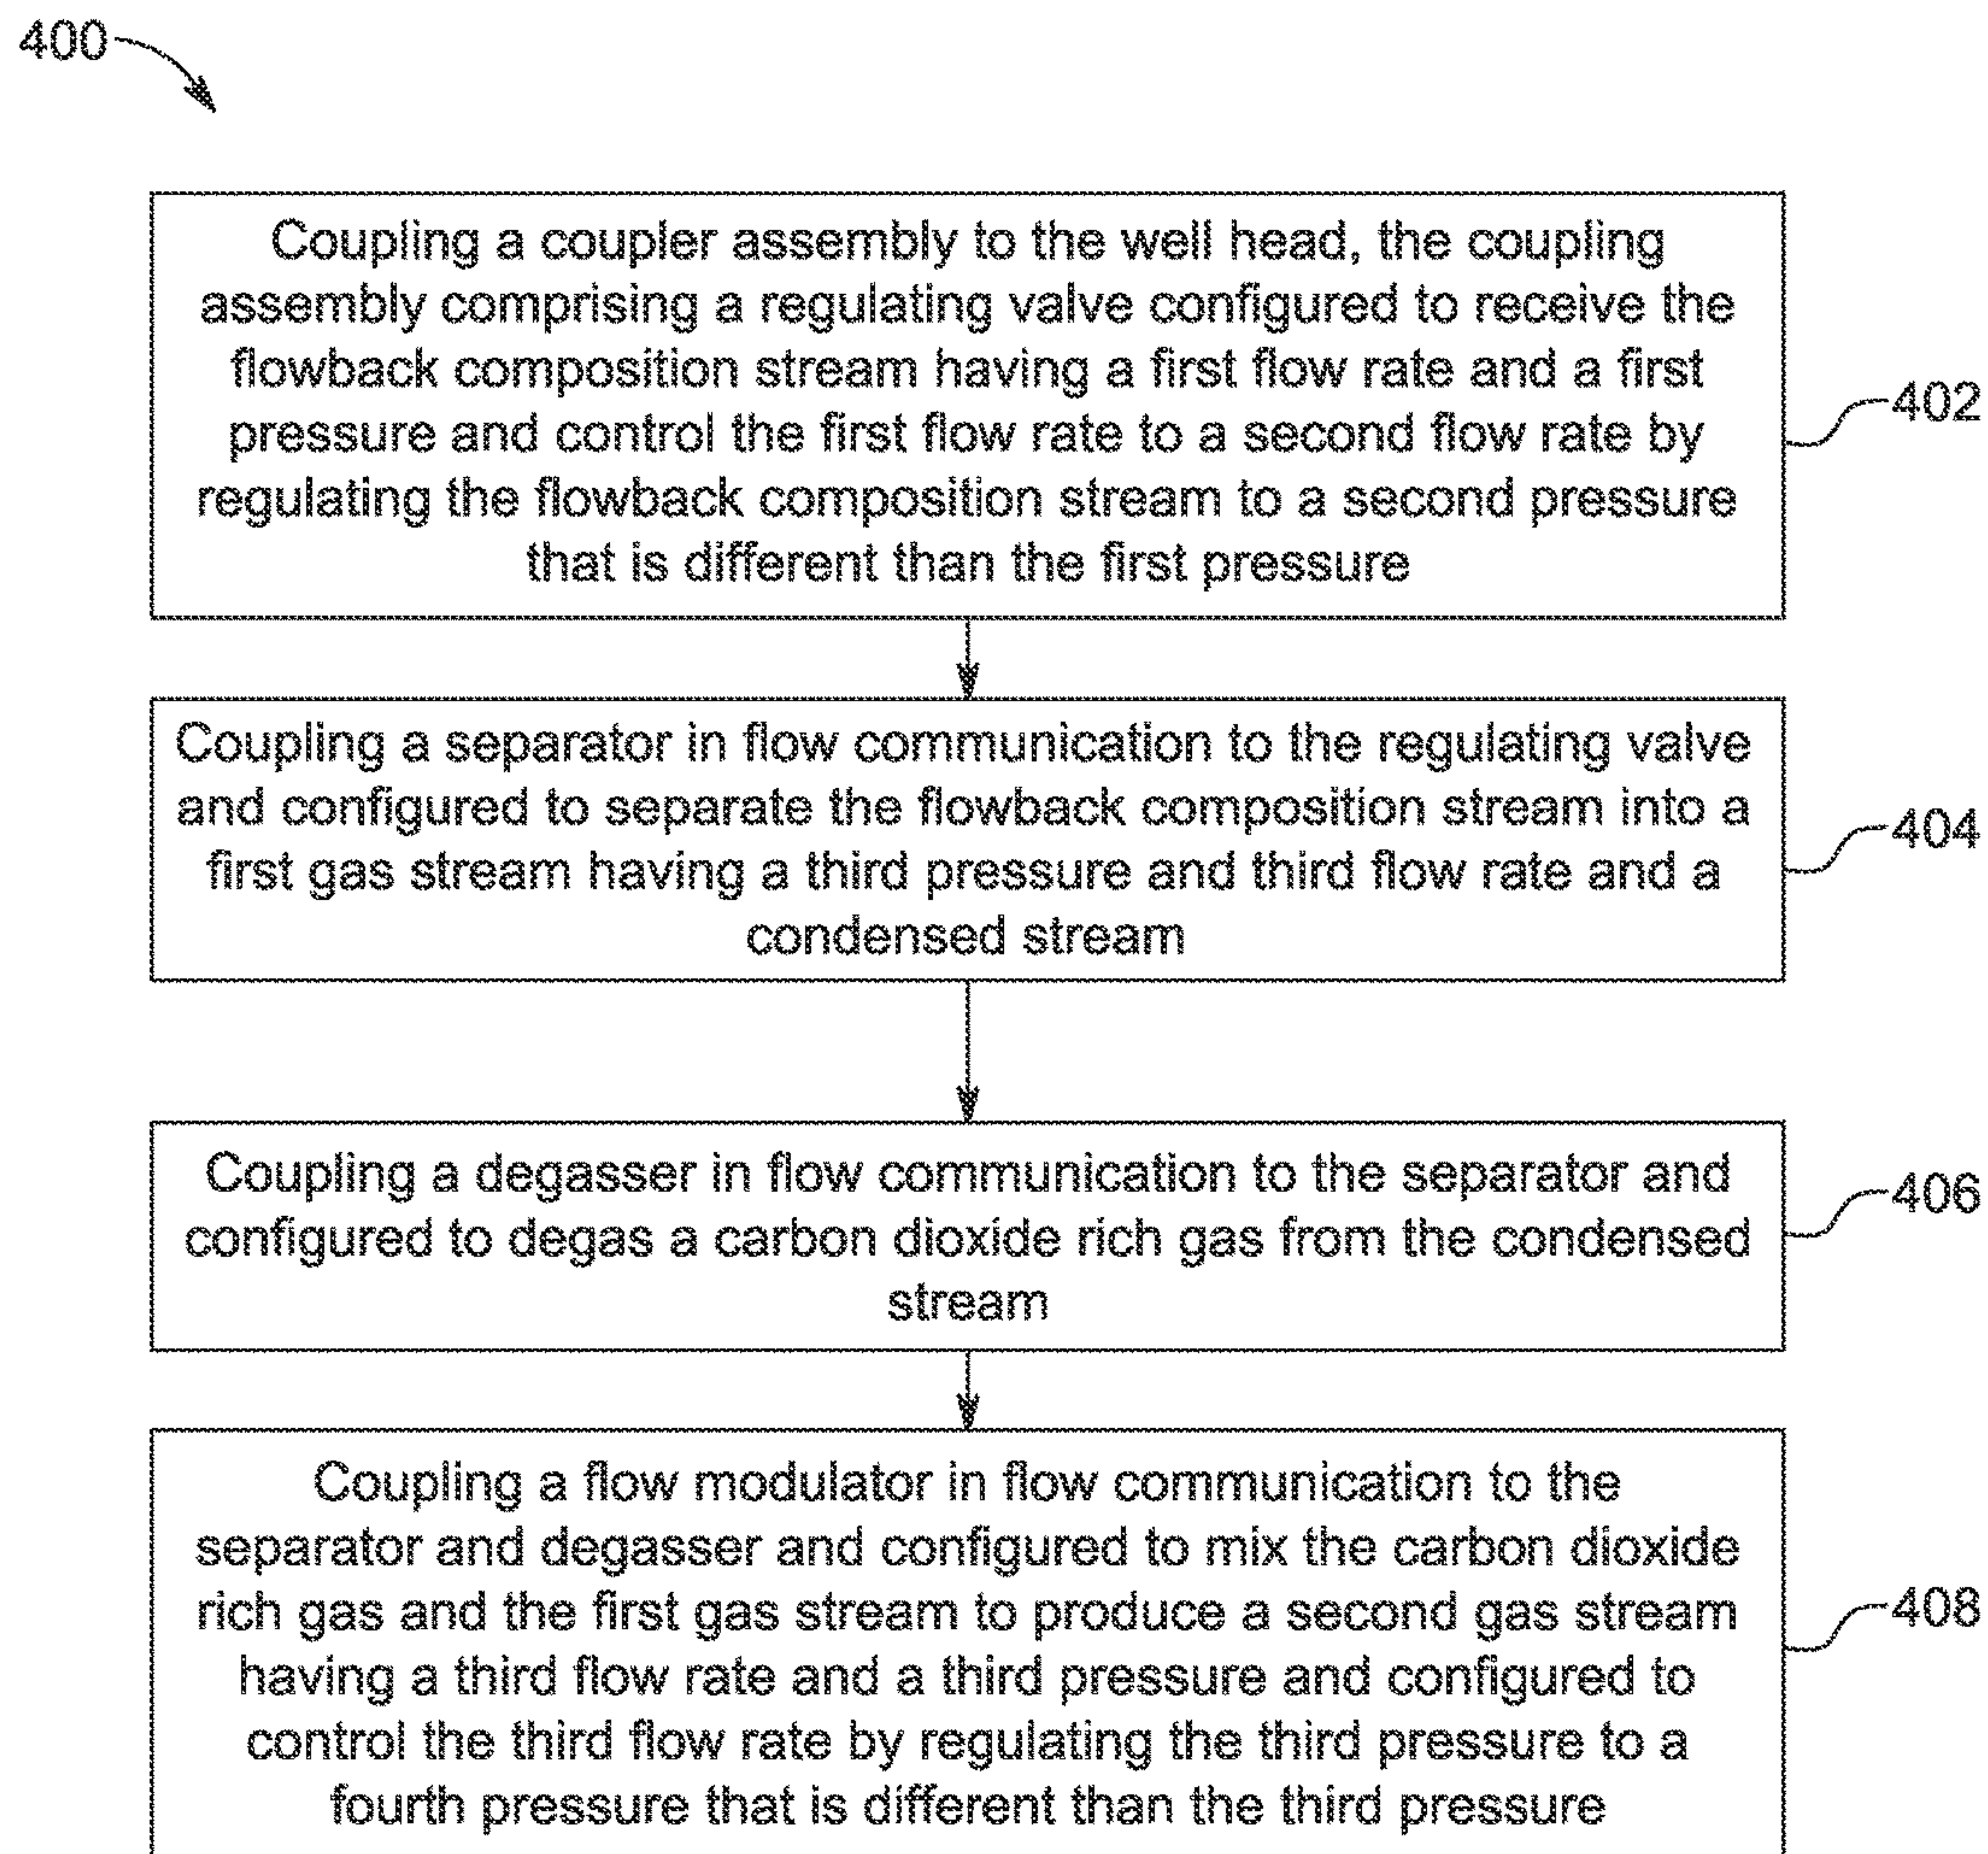 400
Coupling a coupler assembly to the well head, the coupling
assembly comprising a regulating valve configured to receive the
flowback composition stream having a first flow rate and a first
pressure and control the first flow rate to a second flow rate by
regulating the flowback composition stream to a second pressure
that is different than the first pressure
402
Coupling a separator in flow communication to the regulating valve
and configured to separate the flowback composition stream into a
first gas stream having a third pressure and third flow rate and a
condensed stream
404
Coupling a degasser in flow communication to the separator and
configured to degas a carbon dioxide rich gas from the condensed
stream
406
Coupling a flow modulator in flow communication to the
separator and degasser and configured to mix the carbon dioxide
rich gas and the first gas stream to produce a second gas stream
having a third flow rate and a third pressure and configured to
control the third flow rate by regulating the third pressure to a
fourth pressure that is different than the third pressure
408